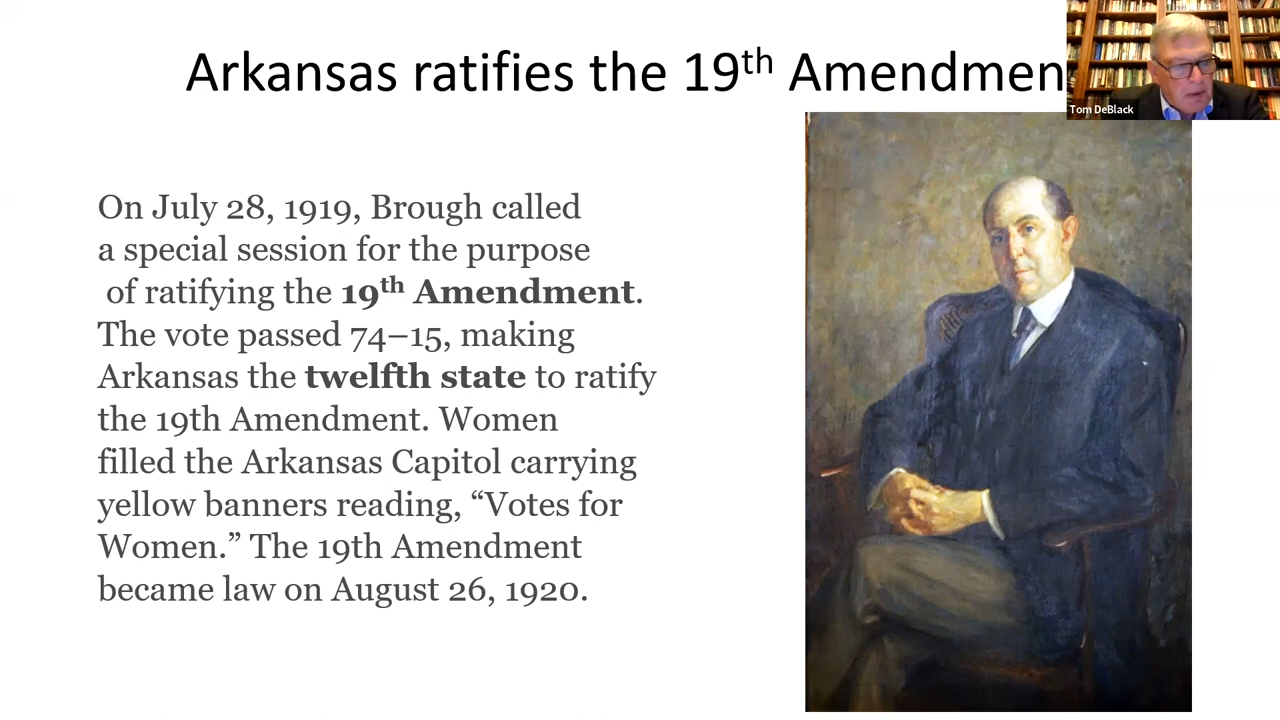 Arkansas ratifies the 19th Amendmen
Tom DeBlack
On July 28, 1919, Brough called
a special session for the purpose
of ratifying the 19th Amendment.
The vote passed 74–15, making
Arkansas the twelfth state to ratify
the 19th Amendment. Women
filled the Arkansas Capitol carrying
yellow banners reading, “Votes for
Women.” The 19th Amendment
became law on August 26, 1920.